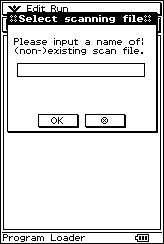 Edit Run
Select scanning file
Please input a name of
(non-)existing scan file.
OK
Program Loader